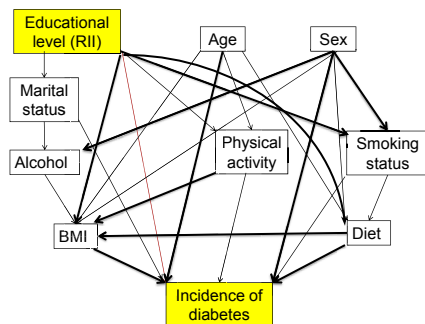 Educational
level (RII)
Age
Sex
Marital
status
Alcohol
Physical
activity
Smoking
status
BMI
Diet
Incidence of
diabetes